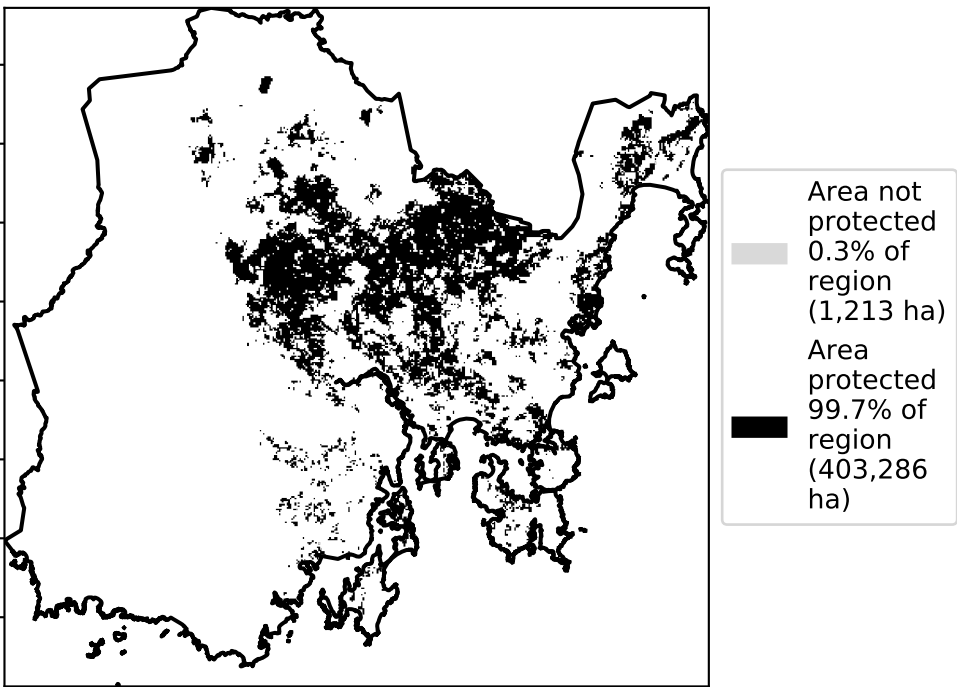 Area not
protected
0.3% of
region
(1,213 ha)
Area
protected
99.7% of
region
(403,286
ha)